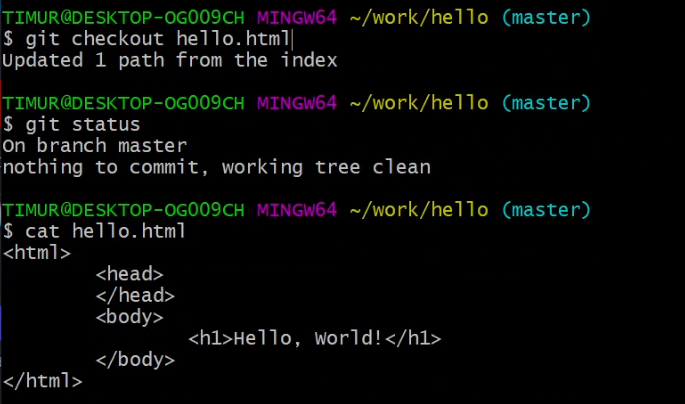 TIMUR@DESKTOP-OG009CH MINGW64 ~/work/hello (master)
$ git checkout hello.html
Updated 1 path from the index

TIMUR@DESKTOP-OG009CH MINGW64 ~/work/hello (master)
$ git status
On branch master
nothing to commit, working tree clean

TIMUR@DESKTOP-OG009CH MINGW64 ~/work/hello (master)
$ cat hello.html
<html>
        <head>
        </head>
        <body>
                <h1>Hello, World!</h1>
        </body>
</html>